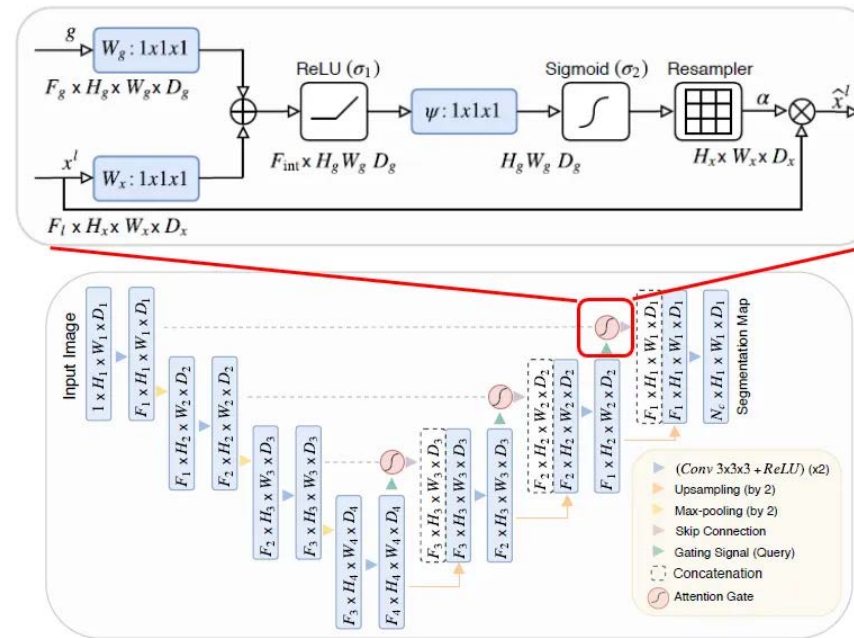 g
W_g : 1x1x1
F_g x H_g x W_g x D_g
ReLU (σ_1)
Sigmoid (σ_2)
Resampler
ψ : 1x1x1
α
x̂^l
F_int x H_g W_g D_g
H_g W_g D_g
H_x x W_x x D_x
x^l
W_x : 1x1x1
F_l x H_x x W_x x D_x
Input Image
1 x H_1 x W_1 x D_1
F_1 x H_1 x W_1 x D_1
F_1 x H_2 x W_2 x D_2
F_2 x H_2 x W_2 x D_2
F_2 x H_3 x W_3 x D_3
F_3 x H_3 x W_3 x D_3
F_3 x H_4 x W_4 x D_4
F_4 x H_4 x W_4 x D_4
F_3 x H_3 x W_3 x D_3
F_3 x H_3 x W_3 x D_3
F_2 x H_3 x W_3 x D_3
F_2 x H_2 x W_2 x D_2
F_2 x H_2 x W_2 x D_2
F_1 x H_2 x W_2 x D_2
F_1 x H_1 x W_1 x D_1
F_1 x H_1 x W_1 x D_1
N_c x H_1 x W_1 x D_1
Segmentation Map
(Conv 3x3x3 + ReLU) (x2)
Upsampling (by 2)
Max-pooling (by 2)
Skip Connection
Gating Signal (Query)
Concatenation
Attention Gate